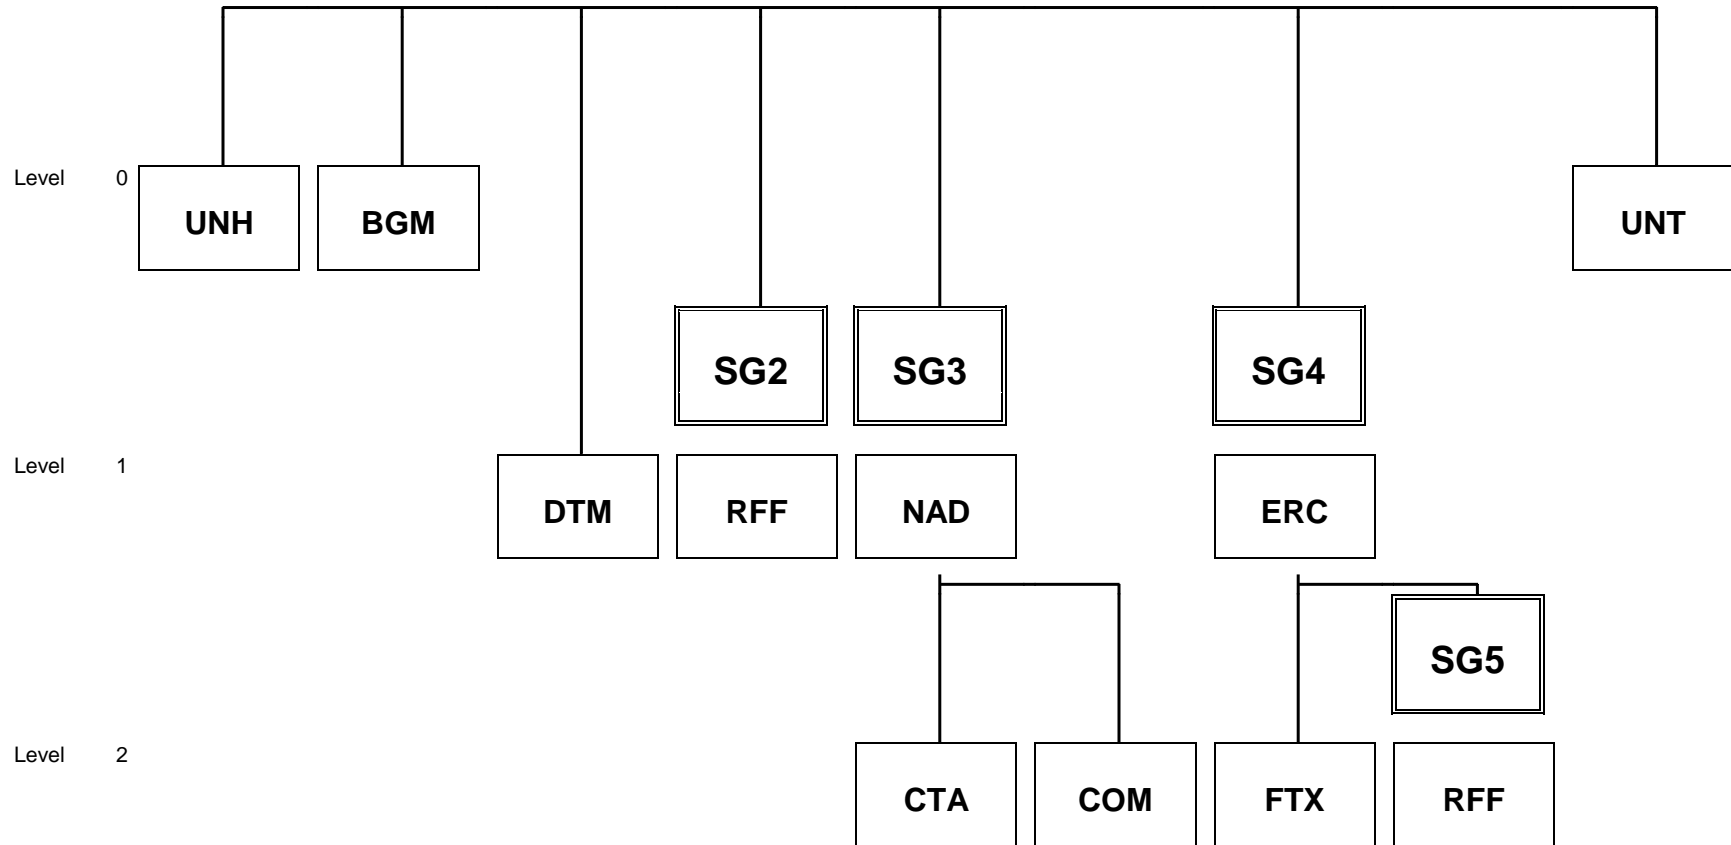 Level 0
UNH BGM UNT
SG2 SG3 SG4
Level 1
DTM RFF NAD ERC
SG5
Level 2
CTA COM FTX RFF